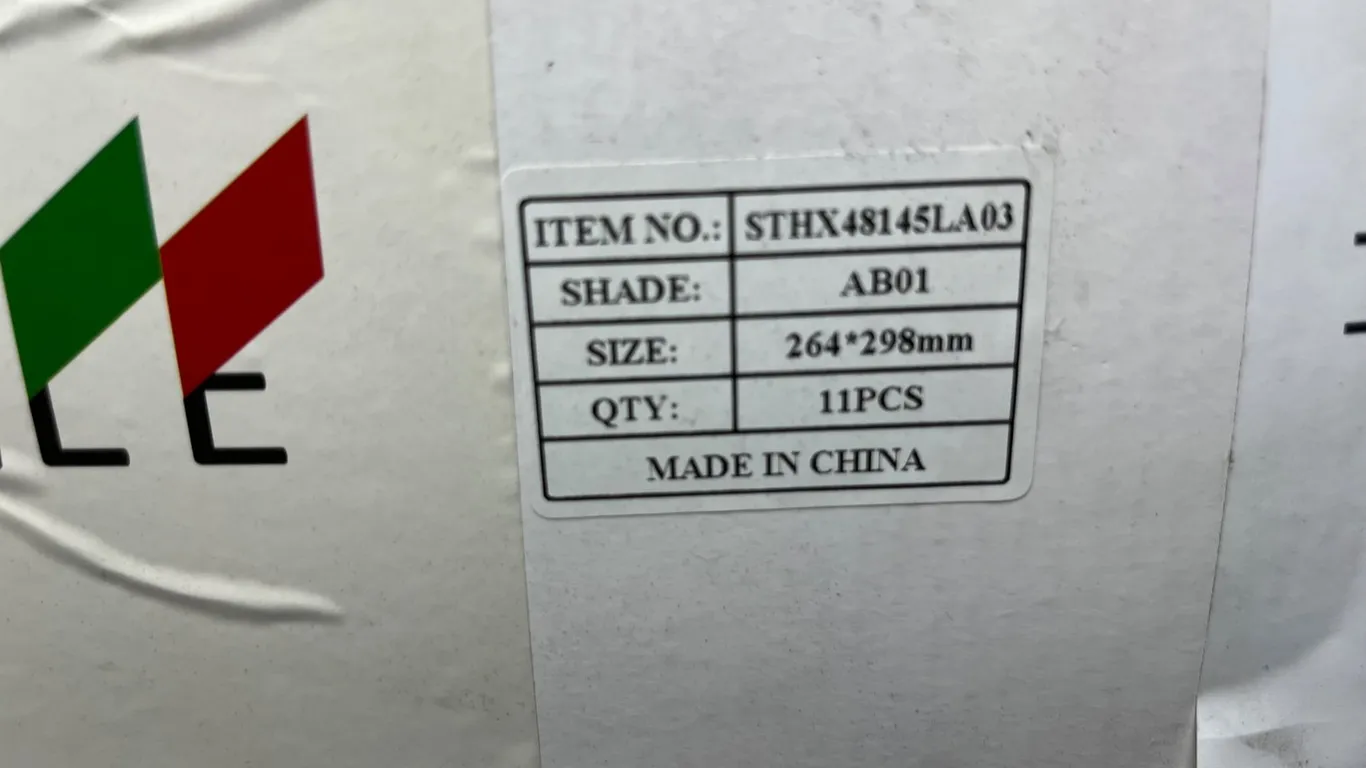 ITEM NO.: STHX48145LA03
SHADE: AB01
SIZE: 264*298mm
QTY: 11PCS
MADE IN CHINA